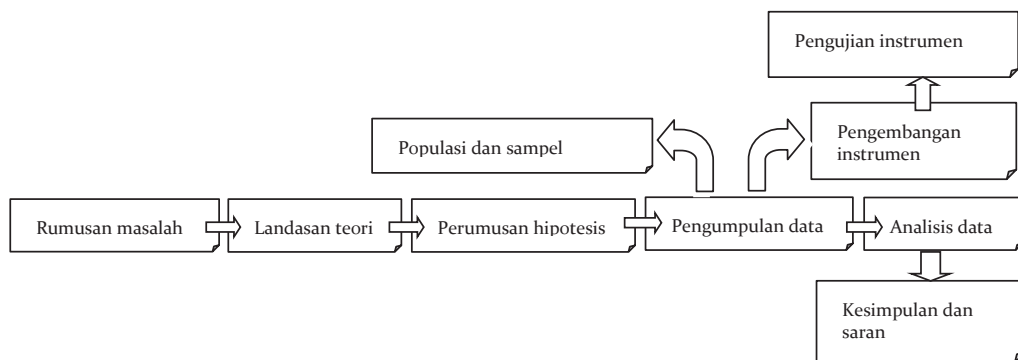 Pengujian instrumen
Pengembangan
instrumen
Populasi dan sampel
Rumusan masalah
Landasan teori
Perumusan hipotesis
Pengumpulan data
Analisis data
Kesimpulan dan
saran